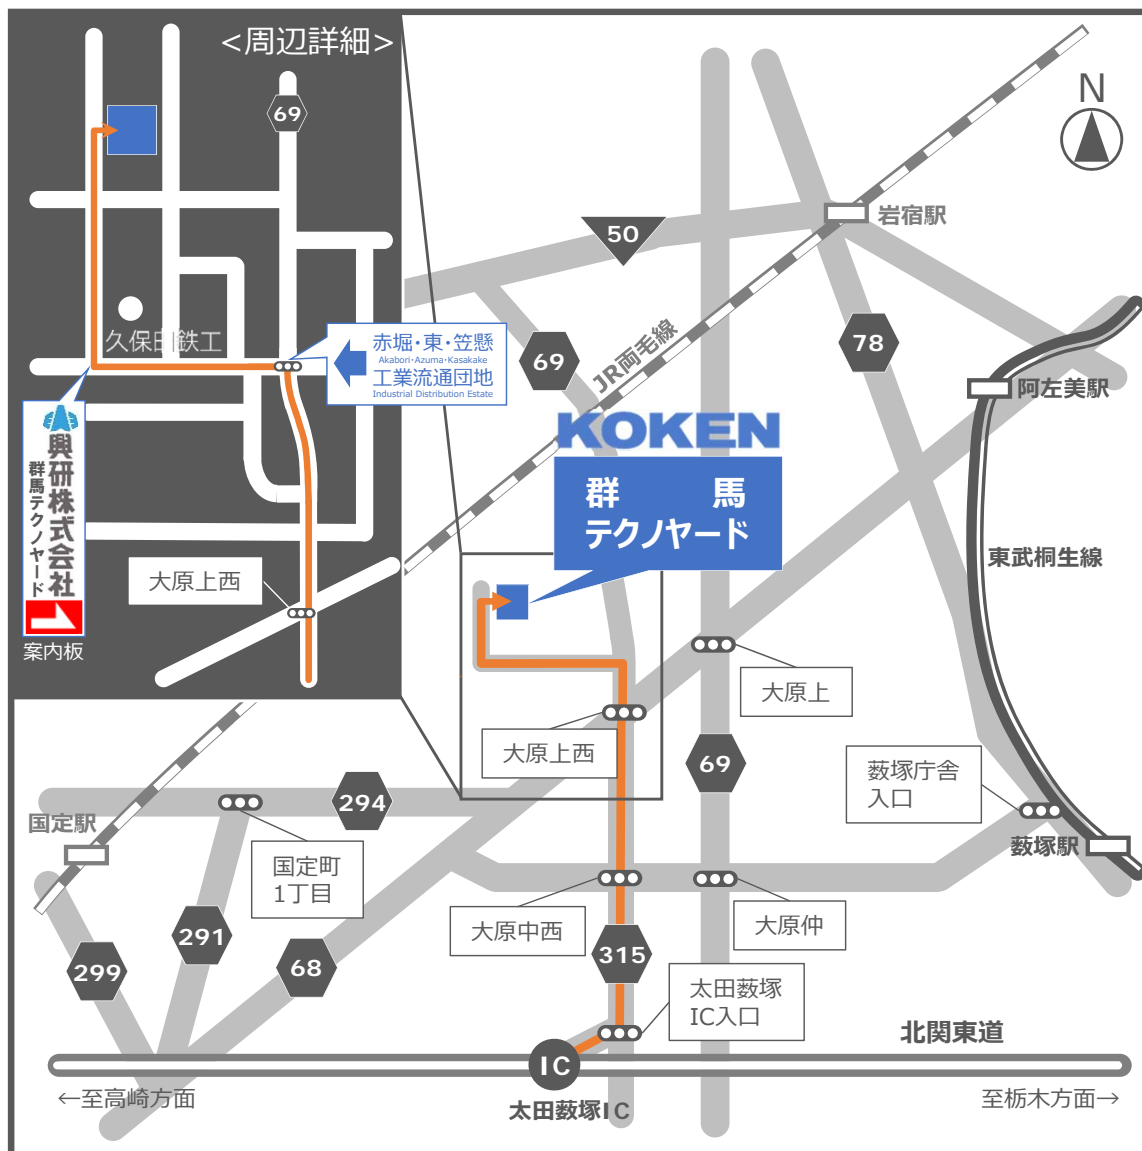 <周辺詳細>
69
久保田鉄工
赤堀・東・笠懸
Akabori・Azuma・Kasakake
工業流通団地
Industrial Distribution Estate
興研株式会社
群馬テクノヤード
案内板
大原上西
N
岩宿駅
50
69
JR両毛線
78
阿左美駅
KOKEN
群 馬
テクノヤード
東武桐生線
大原上
大原上西
69
薮塚庁舎
入口
294
国定駅
薮塚駅
国定町
1丁目
大原中西
大原仲
291
299
68
315
太田薮塚
IC入口
北関東道
IC
←至高崎方面
至栃木方面→
太田薮塚IC